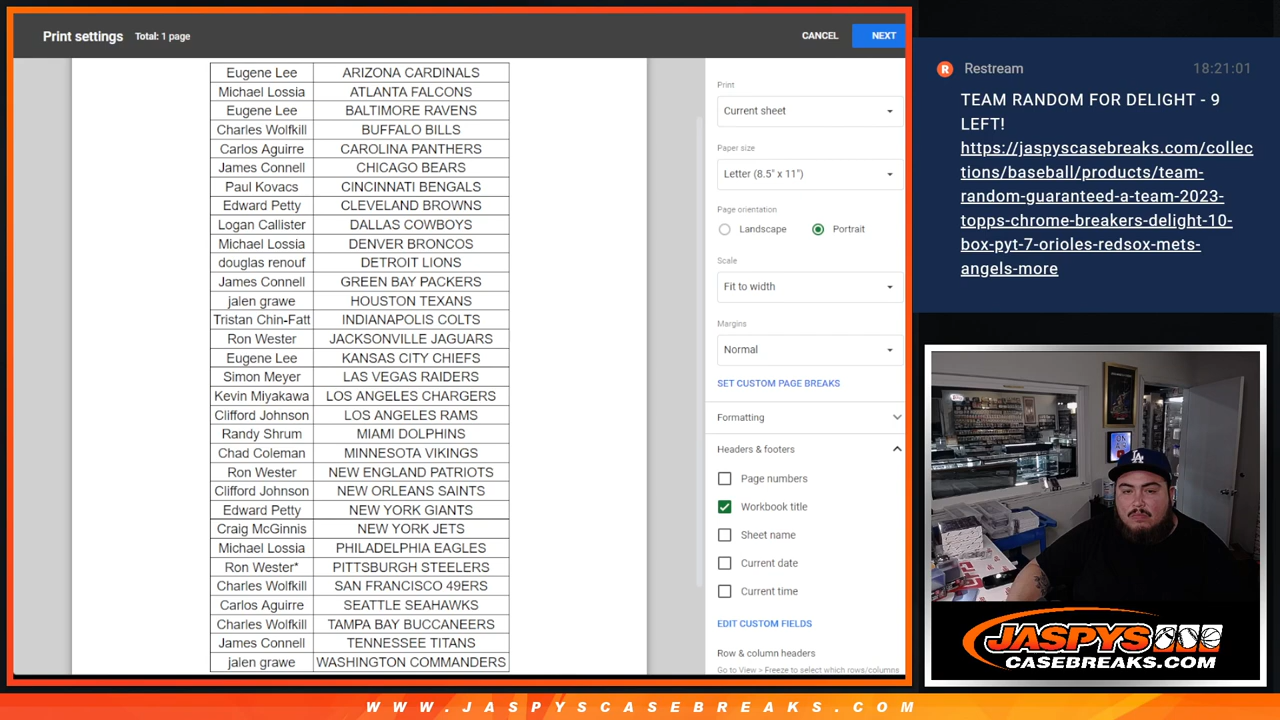 Print settings Total: 1 page CANCEL NEXT
Eugene Lee ARIZONA CARDINALS
Michael Lossia ATLANTA FALCONS
Eugene Lee BALTIMORE RAVENS
Charles Wolfkill BUFFALO BILLS
Carlos Aguirre CAROLINA PANTHERS
James Connell CHICAGO BEARS
Paul Kovacs CINCINNATI BENGALS
Edward Petty CLEVELAND BROWNS
Logan Callister DALLAS COWBOYS
Michael Lossia DENVER BRONCOS
douglas renouf DETROIT LIONS
James Connell GREEN BAY PACKERS
jalen grawe HOUSTON TEXANS
Tristan Chin-Fatt INDIANAPOLIS COLTS
Ron Wester JACKSONVILLE JAGUARS
Eugene Lee KANSAS CITY CHIEFS
Simon Meyer LAS VEGAS RAIDERS
Kevin Miyakawa LOS ANGELES CHARGERS
Clifford Johnson LOS ANGELES RAMS
Randy Shrum MIAMI DOLPHINS
Chad Coleman MINNESOTA VIKINGS
Ron Wester NEW ENGLAND PATRIOTS
Clifford Johnson NEW ORLEANS SAINTS
Edward Petty NEW YORK GIANTS
Craig McGinnis NEW YORK JETS
Michael Lossia PHILADELPHIA EAGLES
Ron Wester* PITTSBURGH STEELERS
Charles Wolfkill SAN FRANCISCO 49ERS
Carlos Aguirre SEATTLE SEAHAWKS
Charles Wolfkill TAMPA BAY BUCCANEERS
James Connell TENNESSEE TITANS
jalen grawe WASHINGTON COMMANDERS
Print
Current sheet
Paper size
Letter (8.5" x 11")
Page orientation
Landscape Portrait
Scale
Fit to width
Margins
Normal
SET CUSTOM PAGE BREAKS
Formatting
Headers & footers
Page numbers
Workbook title
Sheet name
Current date
Current time
EDIT CUSTOM FIELDS
Row & column headers
Go to View > Freeze to select which rows/columns
Restream 18:21:01
TEAM RANDOM FOR DELIGHT - 9
LEFT!
https://jaspyscasebreaks.com/collec
tions/baseball/products/team-
random-guaranteed-a-team-2023-
topps-chrome-breakers-delight-10-
box-pyt-7-orioles-redsox-mets-
angels-more
JASPYS
CASEBREAKS.COM
WWW.JASPYSCASEBREAKS.COM